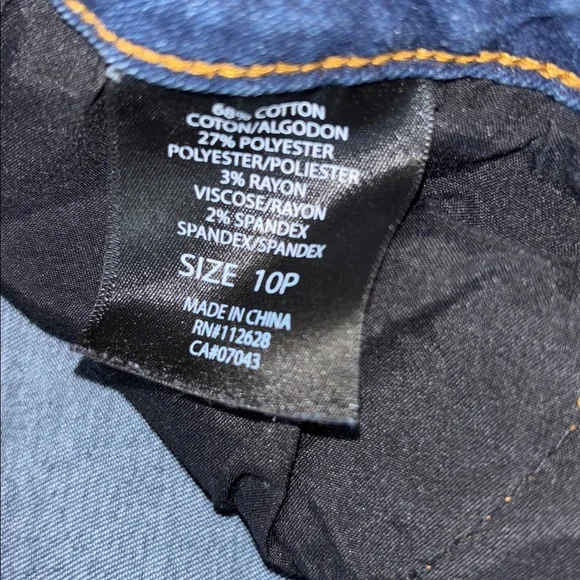 68% COTTON
COTON/ALGODON
27% POLYESTER
POLYESTER/POLIESTER
3% RAYON
VISCOSE/RAYON
2% SPANDEX
SPANDEX/SPANDEX
SIZE 10P
MADE IN CHINA
RN#112628
CA#07043